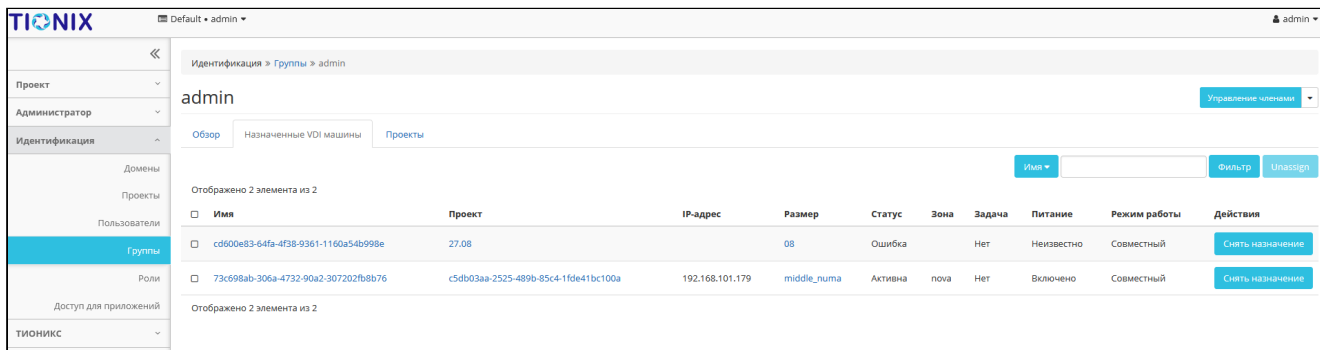 TIONIX
Default • admin
admin
Идентификация » Группы » admin
Проект
Администратор
Идентификация
Домены
Проекты
Пользователи
Группы
Роли
Доступ для приложений
ТИОНИКС
admin
Управление членами
Обзор Назначенные VDI машины Проекты
Имя Фильтр Unassign
Отображено 2 элемента из 2
Имя Проект IP-адрес Размер Статус Зона Задача Питание Режим работы Действия
cd600e83-64fa-4f38-9361-1160a54b998e 27.08 08 Ошибка Нет Неизвестно Совместный Снять назначение
73c698ab-306a-4732-90a2-307202fb8b76 c5db03aa-2525-489b-85c4-1fde41bc100a 192.168.101.179 middle_numa Активна nova Нет Включено Совместный Снять назначение
Отображено 2 элемента из 2